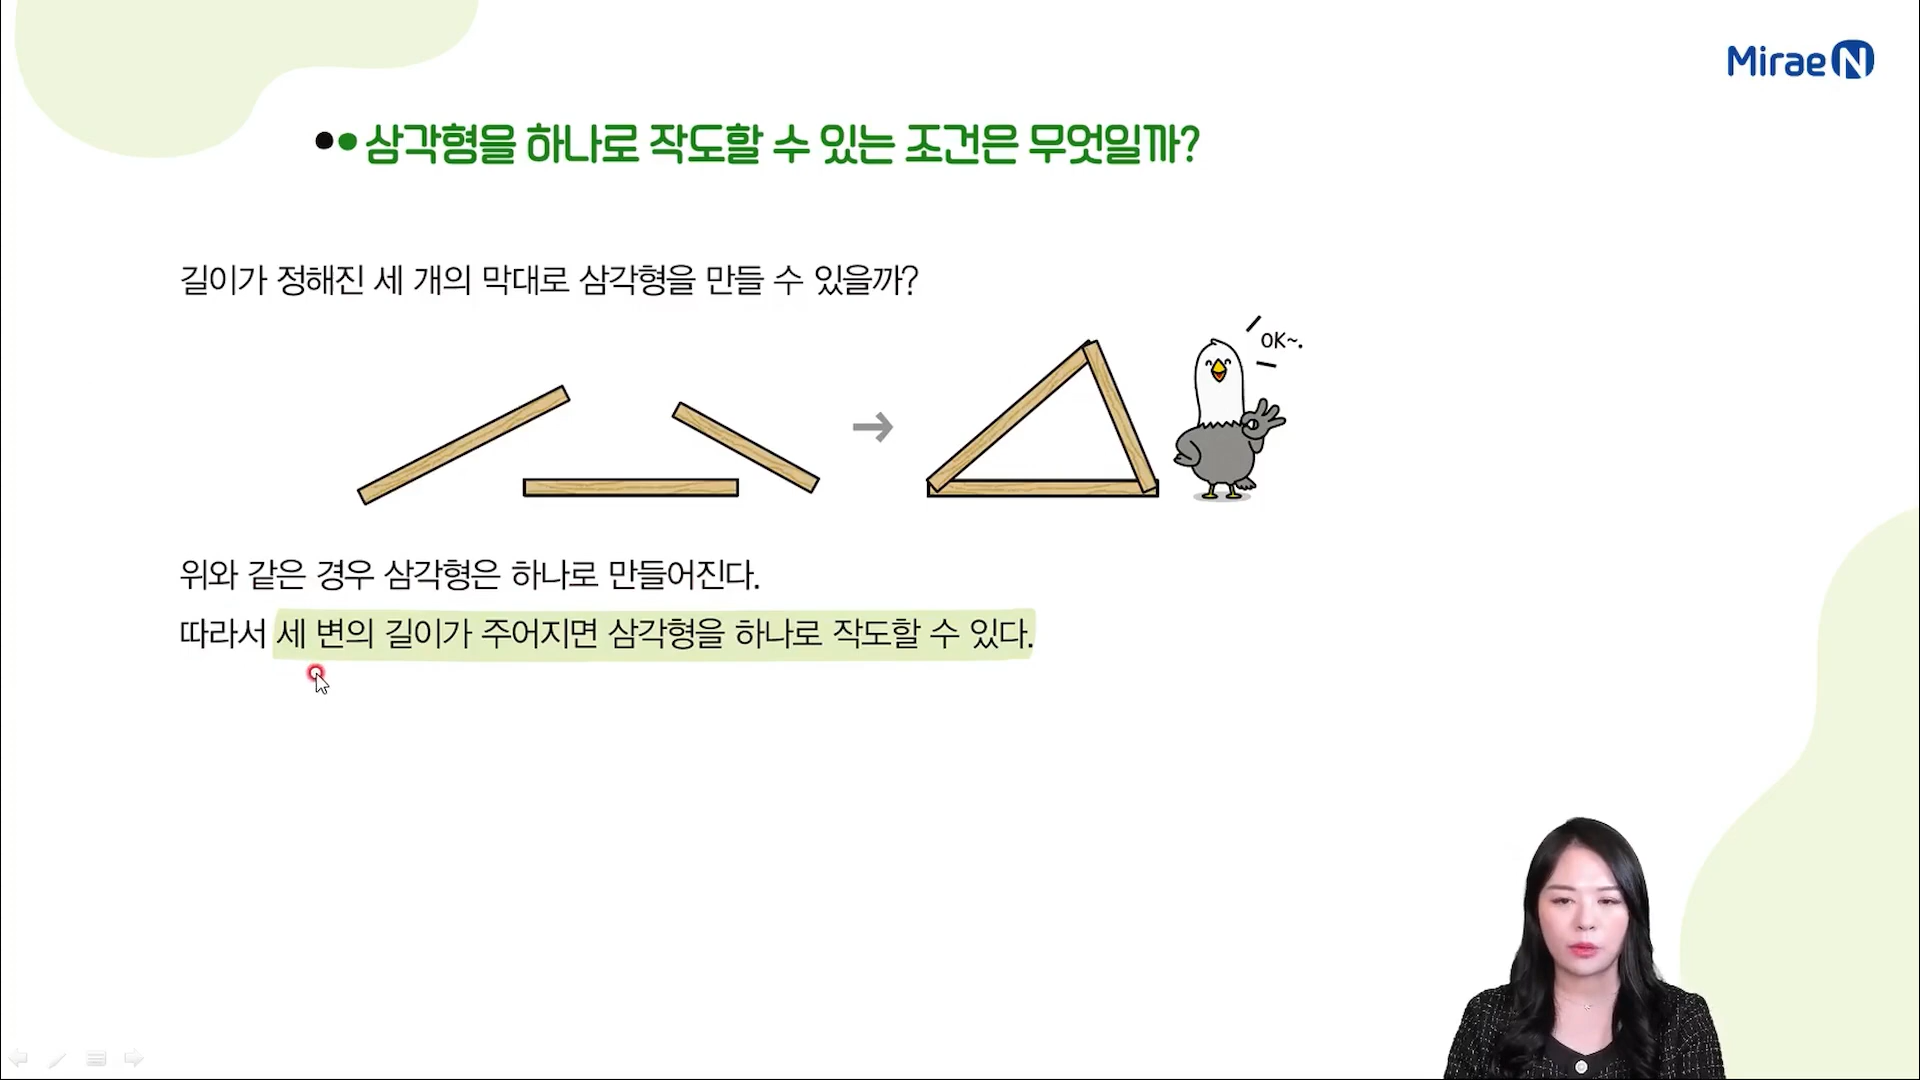 Mirae N
삼각형을 하나로 작도할 수 있는 조건은 무엇일까?
길이가 정해진 세 개의 막대로 삼각형을 만들 수 있을까?
OK~.
위와 같은 경우 삼각형은 하나로 만들어진다.
따라서 세 변의 길이가 주어지면 삼각형을 하나로 작도할 수 있다.